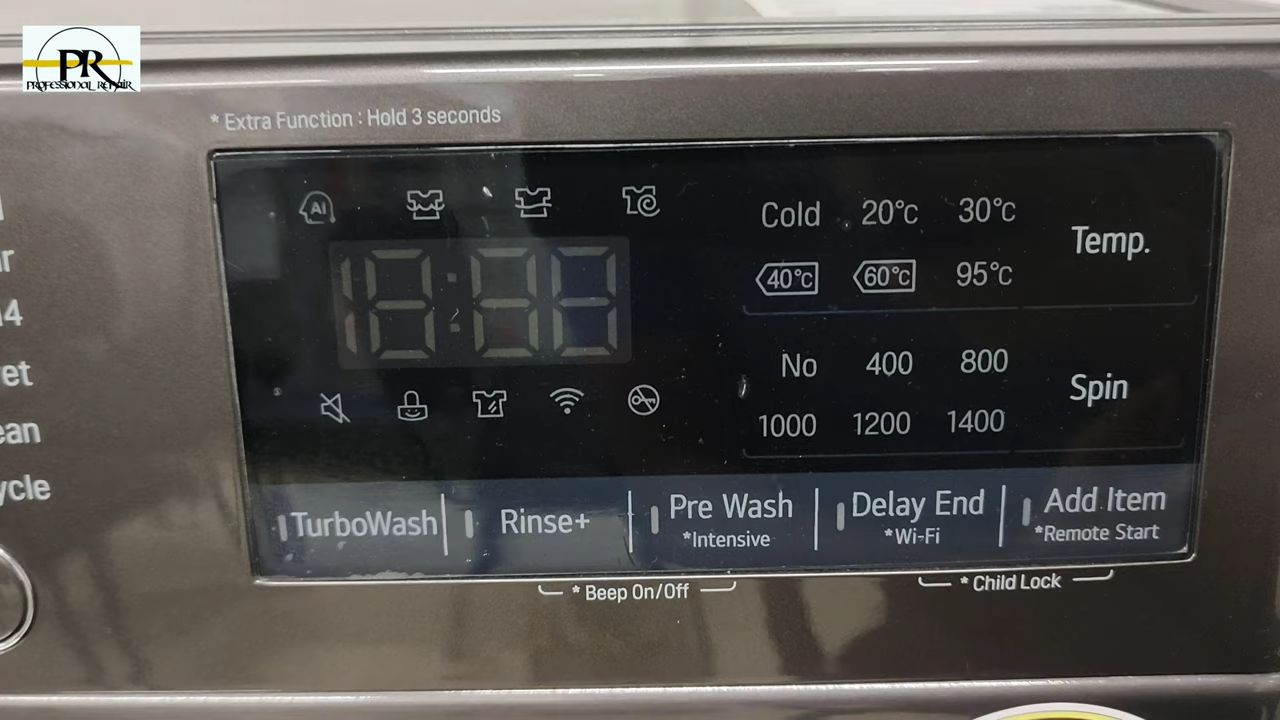 PR
PROFESSIONAL REPAIR
* Extra Function : Hold 3 seconds
AI
Cold 20°C 30°C
Temp.
40°C 60°C 95°C
14
No 400 800
Spin
1000 1200 1400
TurboWash
Rinse+
Pre Wash
*Intensive
Delay End
*Wi-Fi
Add Item
*Remote Start
* Beep On/Off
* Child Lock